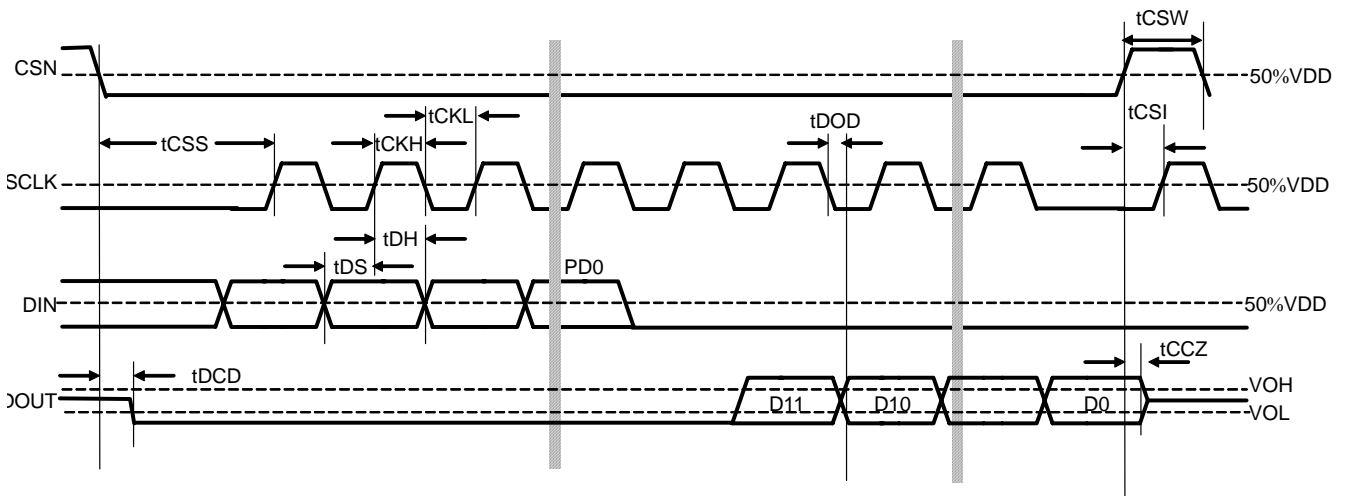 tCSW
CSN
50%VDD
tCKL
tDOD
tCSI
tCSS
tCKH
SCLK
50%VDD
tDH
tDS
PD0
DIN
50%VDD
tCCZ
tDCD
VOH
DOUT
D11
D10
D0
VOL